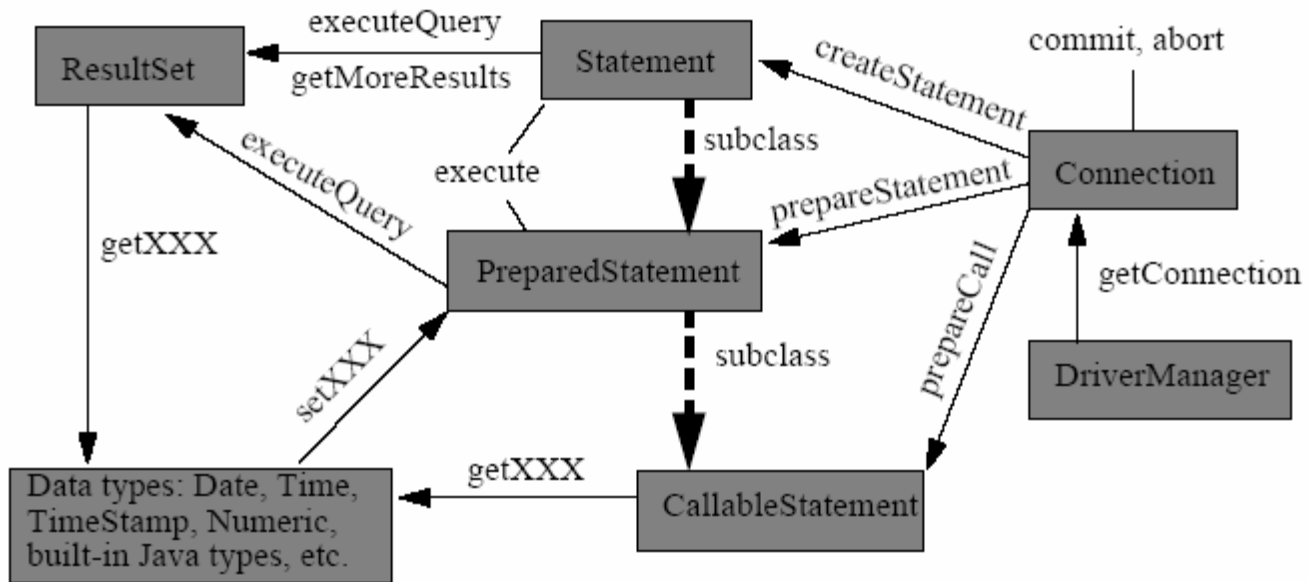 executeQuery
commit, abort
ResultSet
Statement
createStatement
getMoreResults
subclass
executeQuery
execute
prepareStatement
Connection
getXXX
PreparedStatement
getConnection
prepareCall
setXXX
subclass
DriverManager
Data types: Date, Time,
TimeStamp, Numeric,
built-in Java types, etc.
getXXX
CallableStatement